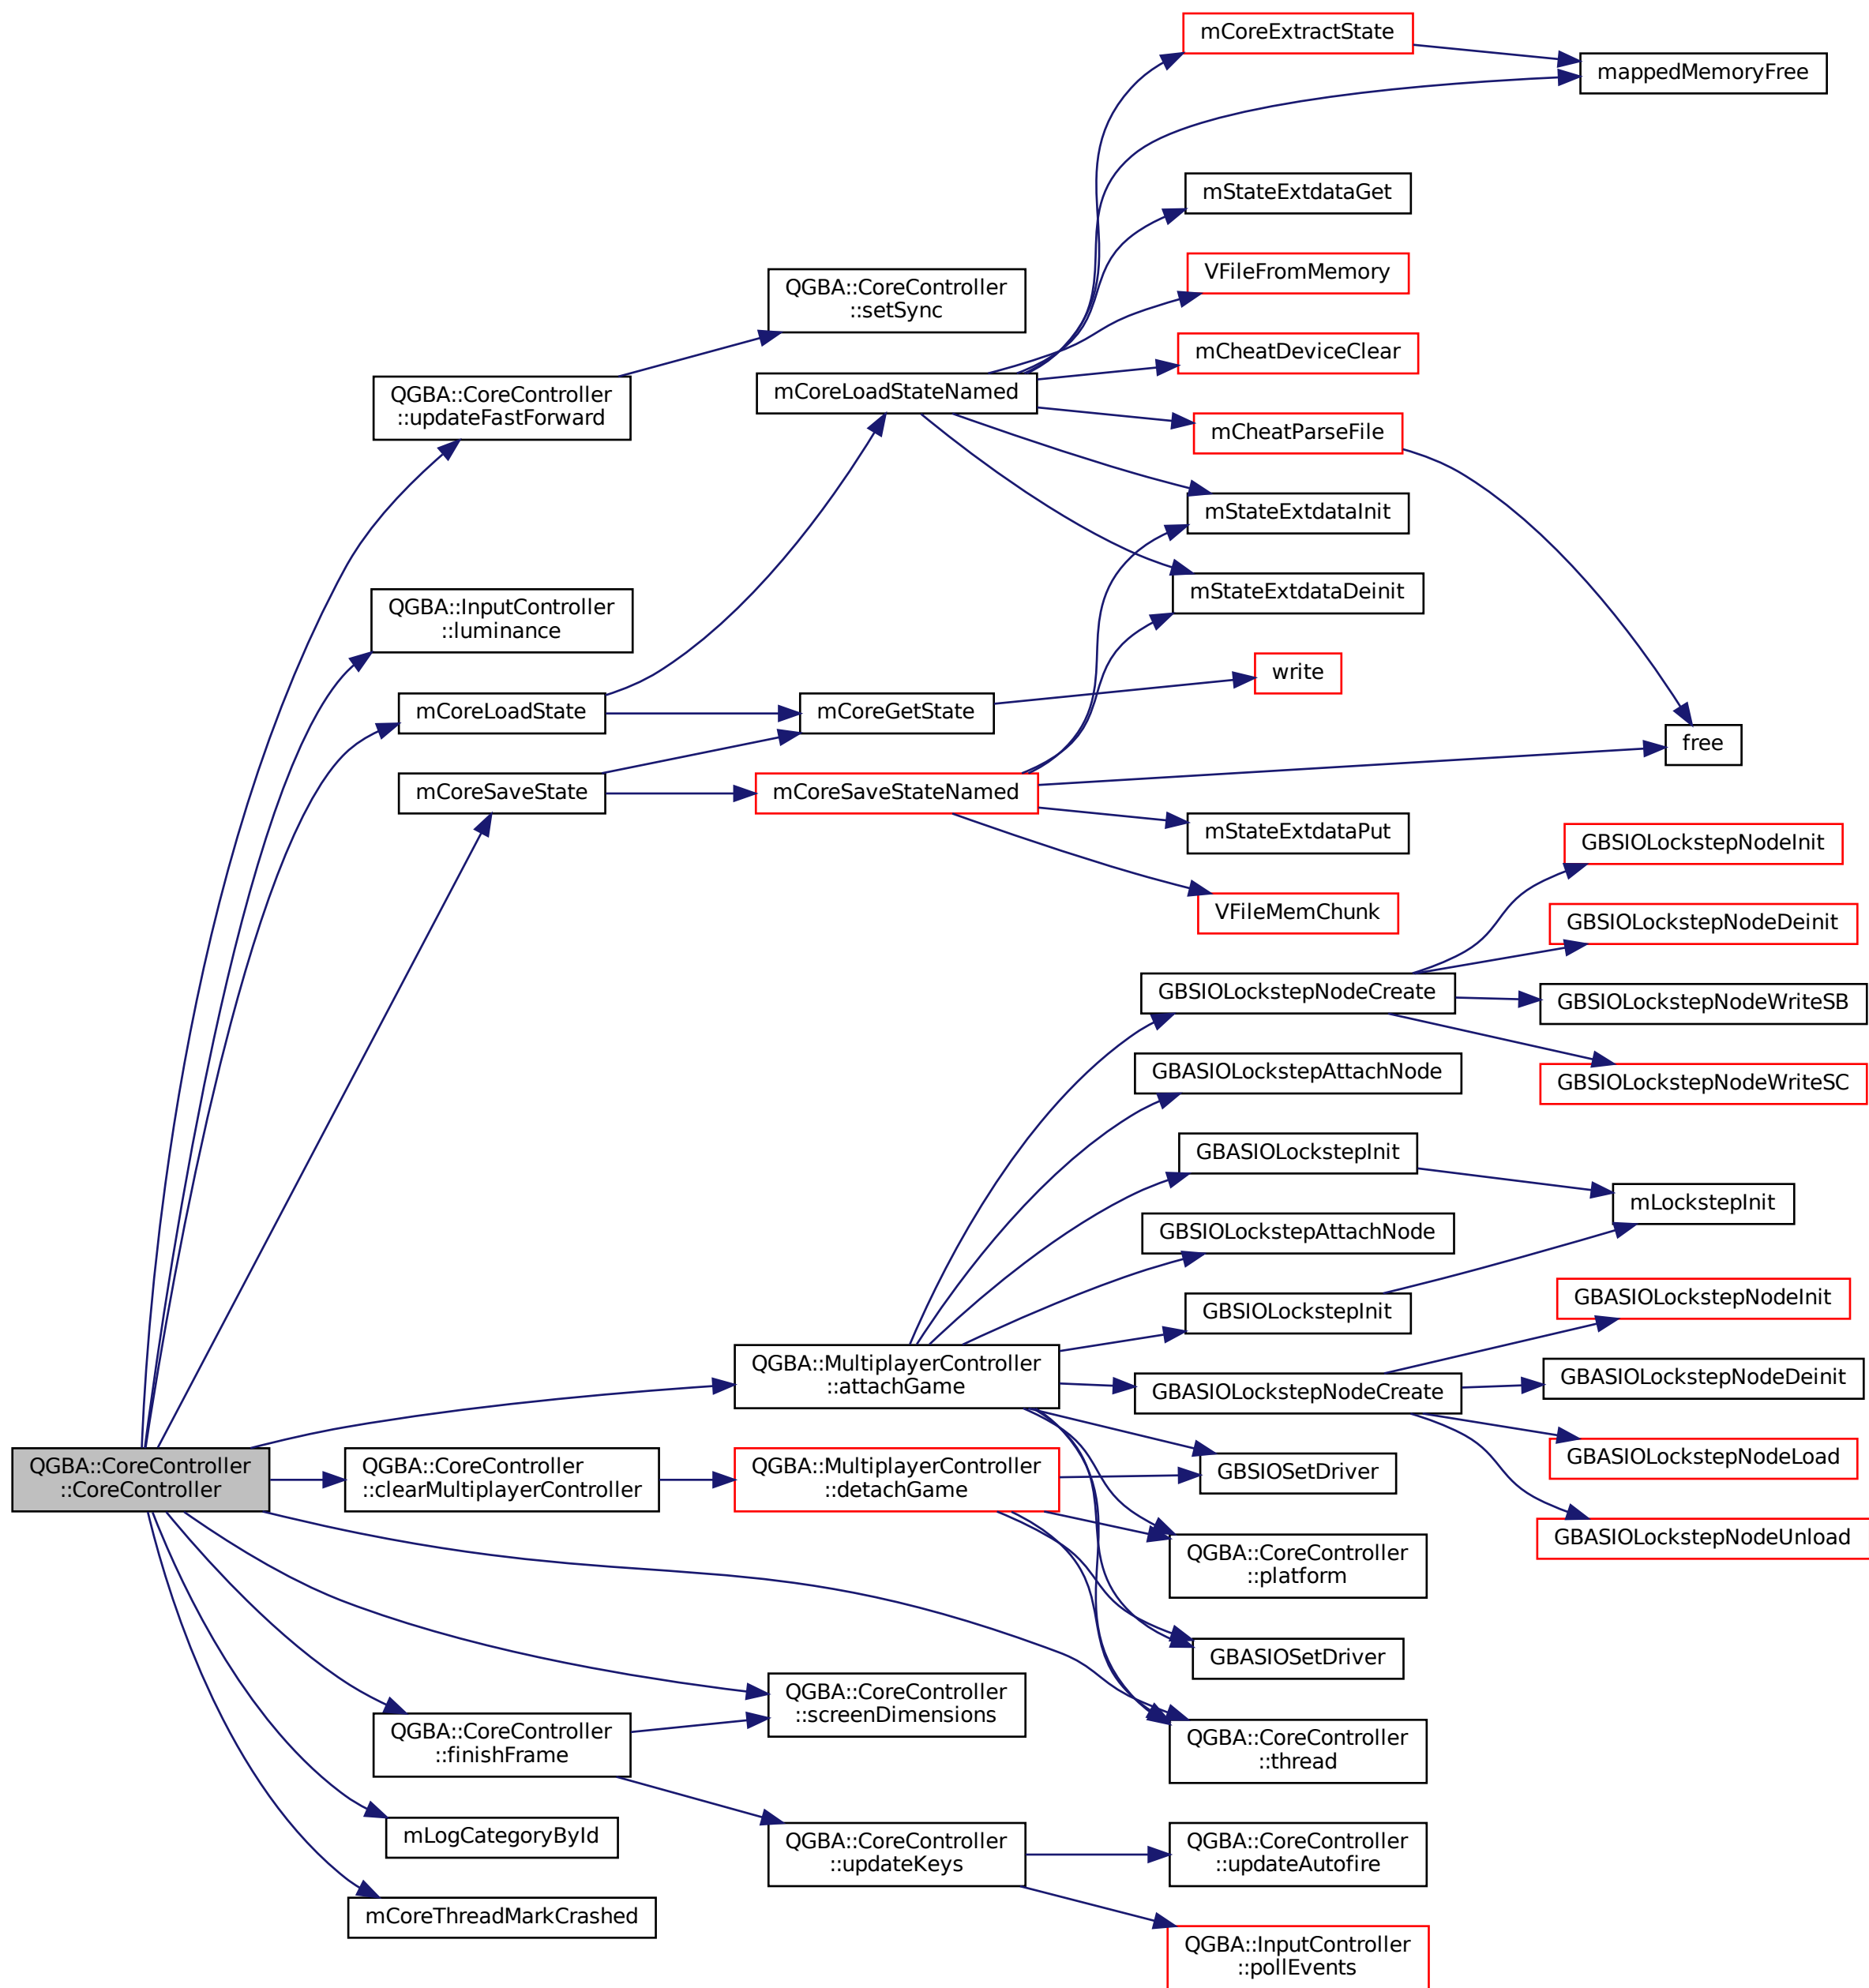 mCoreExtractState
mappedMemoryFree
mStateExtdataGet
VFileFromMemory
QGBA::CoreController
::setSync
mCheatDeviceClear
mCoreLoadStateNamed
QGBA::CoreController
::updateFastForward
mCheatParseFile
mStateExtdataInit
mStateExtdataDeinit
QGBA::InputController
::luminance
write
mCoreLoadState
mCoreGetState
free
mCoreSaveState
mCoreSaveStateNamed
mStateExtdataPut
GBSIOLockstepNodeInit
VFileMemChunk
GBSIOLockstepNodeDeinit
GBSIOLockstepNodeCreate
GBSIOLockstepNodeWriteSB
GBASIOLockstepAttachNode
GBSIOLockstepNodeWriteSC
GBASIOLockstepInit
mLockstepInit
GBSIOLockstepAttachNode
GBSIOLockstepInit
GBASIOLockstepNodeInit
QGBA::MultiplayerController
::attachGame
GBASIOLockstepNodeCreate
GBASIOLockstepNodeDeinit
QGBA::CoreController
::CoreController
QGBA::CoreController
::clearMultiplayerController
QGBA::MultiplayerController
::detachGame
GBSIOSetDriver
GBASIOLockstepNodeLoad
GBASIOLockstepNodeUnload
QGBA::CoreController
::platform
GBASIOSetDriver
QGBA::CoreController
::screenDimensions
QGBA::CoreController
::finishFrame
QGBA::CoreController
::thread
mLogCategoryById
QGBA::CoreController
::updateKeys
QGBA::CoreController
::updateAutofire
mCoreThreadMarkCrashed
QGBA::InputController
::pollEvents